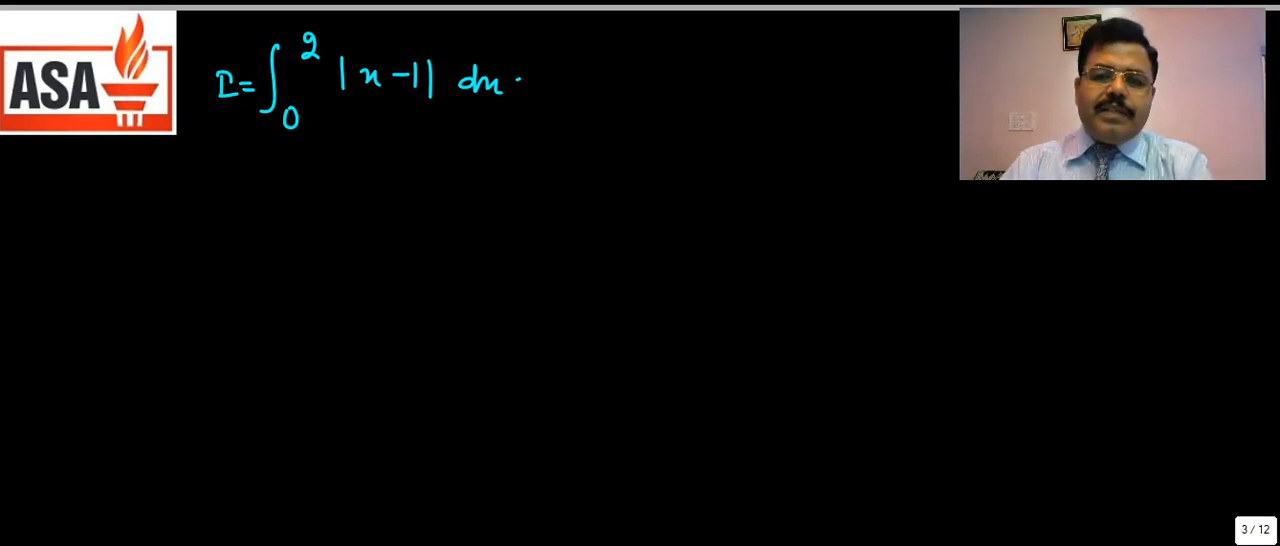 ASA
I = ∫₀² |x - 1| dx .
3 / 12